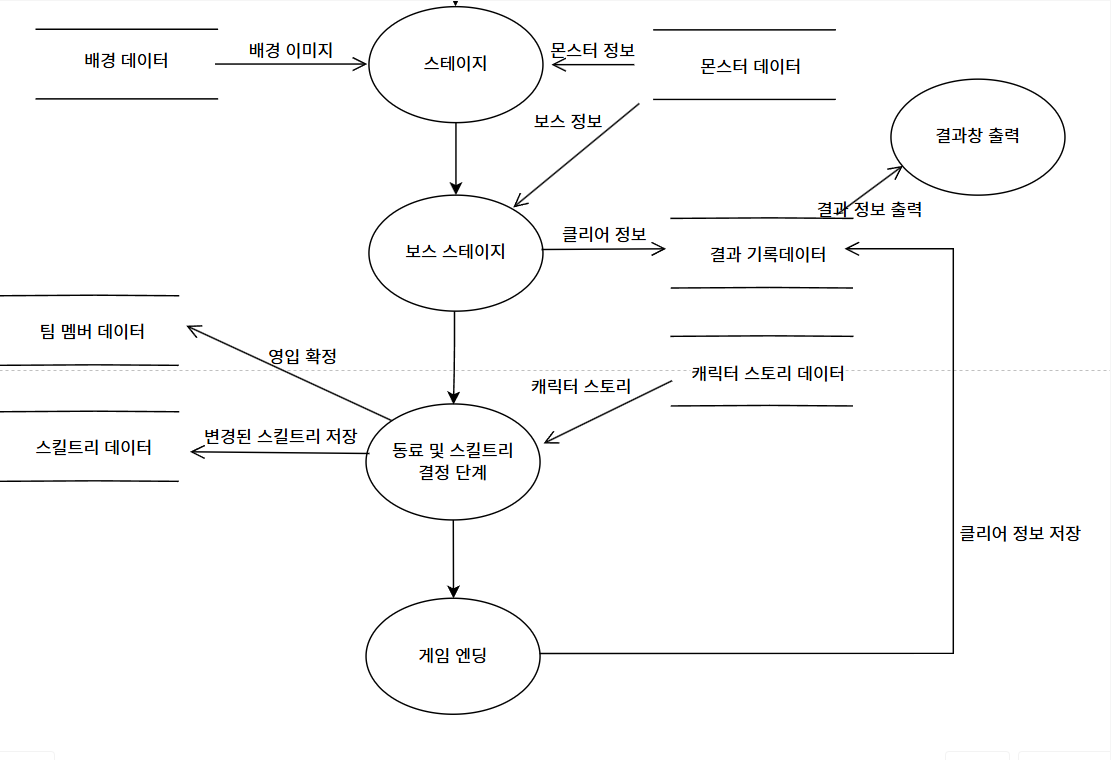 배경 데이터
배경 이미지
스테이지
몬스터 정보
몬스터 데이터
보스 정보
결과창 출력
결과 정보 출력
보스 스테이지
클리어 정보
결과 기록데이터
팀 멤버 데이터
영입 확정
캐릭터 스토리
캐릭터 스토리 데이터
스킬트리 데이터
변경된 스킬트리 저장
동료 및 스킬트리
결정 단계
클리어 정보 저장
게임 엔딩